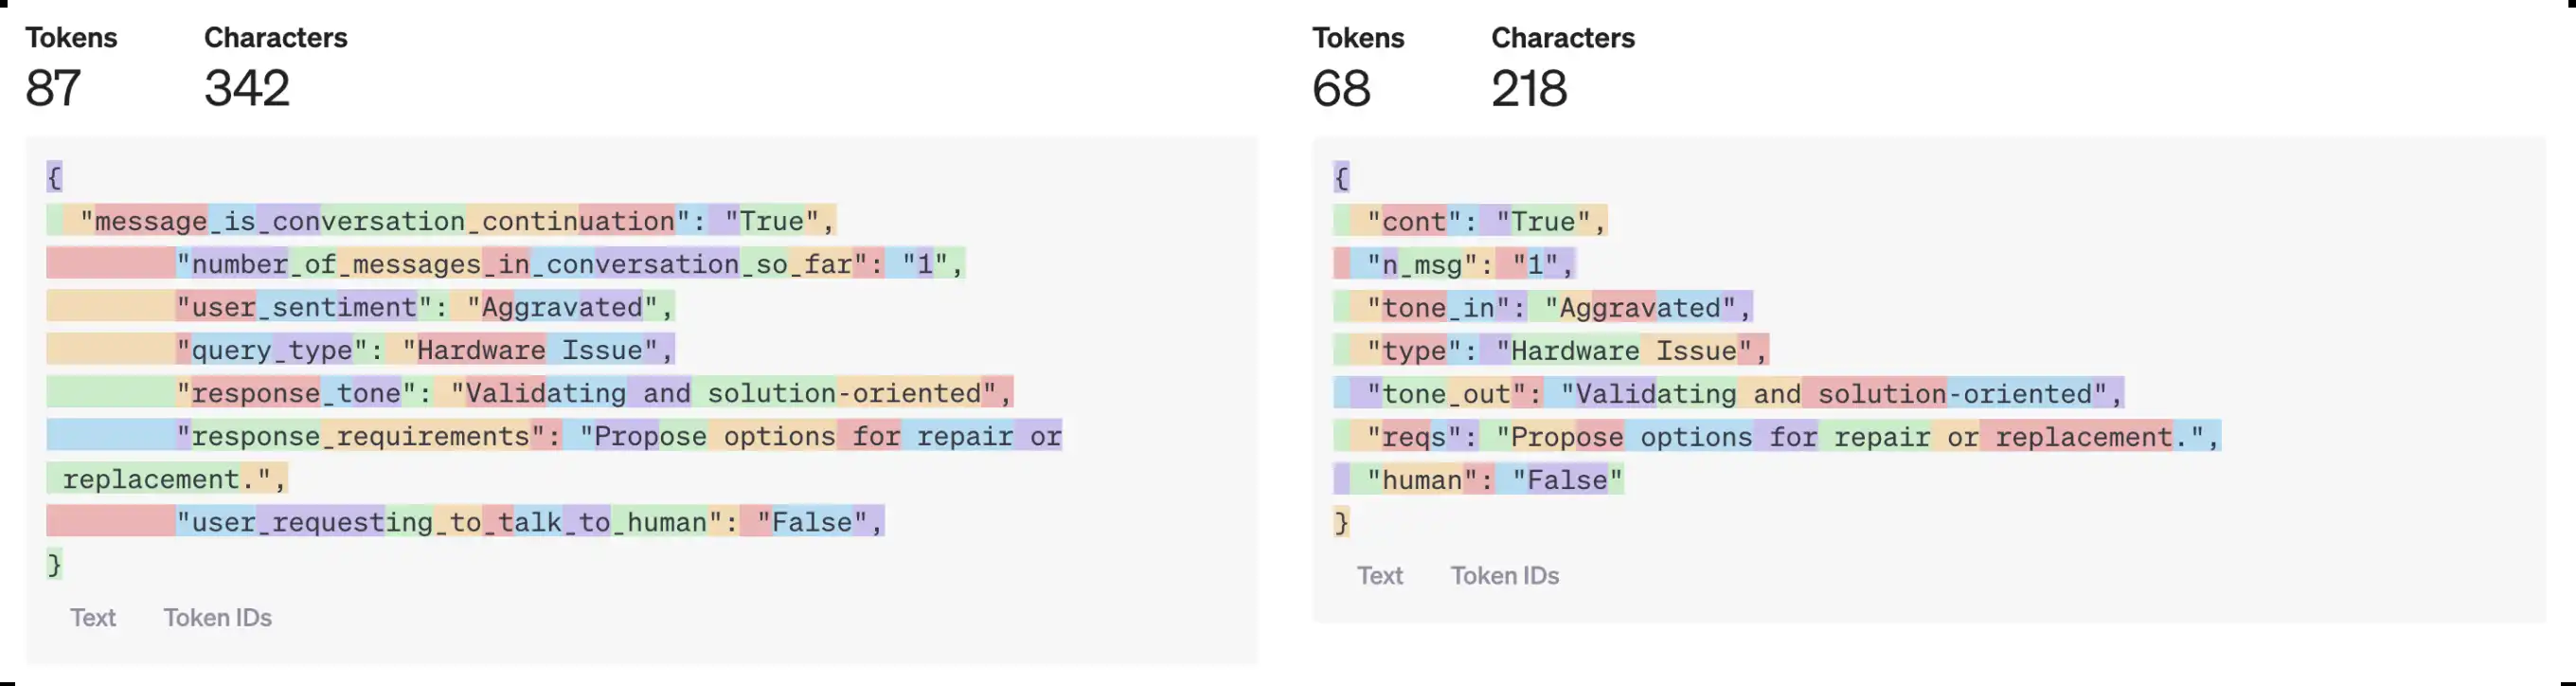 Tokens Characters
87 342
{
"message_is_conversation_continuation": "True",
"number_of_messages_in_conversation_so_far": "1",
"user_sentiment": "Aggravated",
"query_type": "Hardware Issue",
"response_tone": "Validating and solution-oriented",
"response_requirements": "Propose options for repair or
replacement.",
"user_requesting_to_talk_to_human": "False",
}
Text Token IDs
Tokens Characters
68 218
{
"cont": "True",
"n_msg": "1",
"tone_in": "Aggravated",
"type": "Hardware Issue",
"tone_out": "Validating and solution-oriented",
"reqs": "Propose options for repair or replacement.",
"human": "False"
}
Text Token IDs